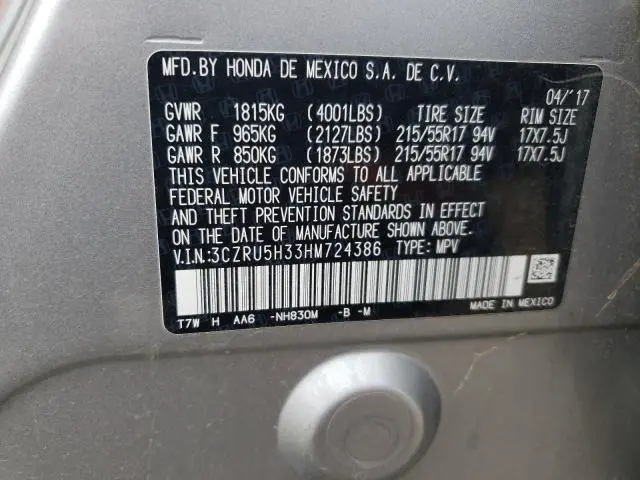 MFD.BY HONDA DE MEXICO S.A. DE C.V.
04/'17
GVWR 1815KG (4001LBS) TIRE SIZE RIM SIZE
GAWR F 965KG (2127LBS) 215/55R17 94V 17X7.5J
GAWR R 850KG (1873LBS) 215/55R17 94V 17X7.5J
THIS VEHICLE CONFORMS TO ALL APPLICABLE
FEDERAL MOTOR VEHICLE SAFETY
AND THEFT PREVENTION STANDARDS IN EFFECT
ON THE DATE OF MANUFACTURE SHOWN ABOVE.
V.I.N.:3CZRU5H33HM724386 TYPE: MPV
T7W H AA6 -NH830M -B -M
MADE IN MEXICO